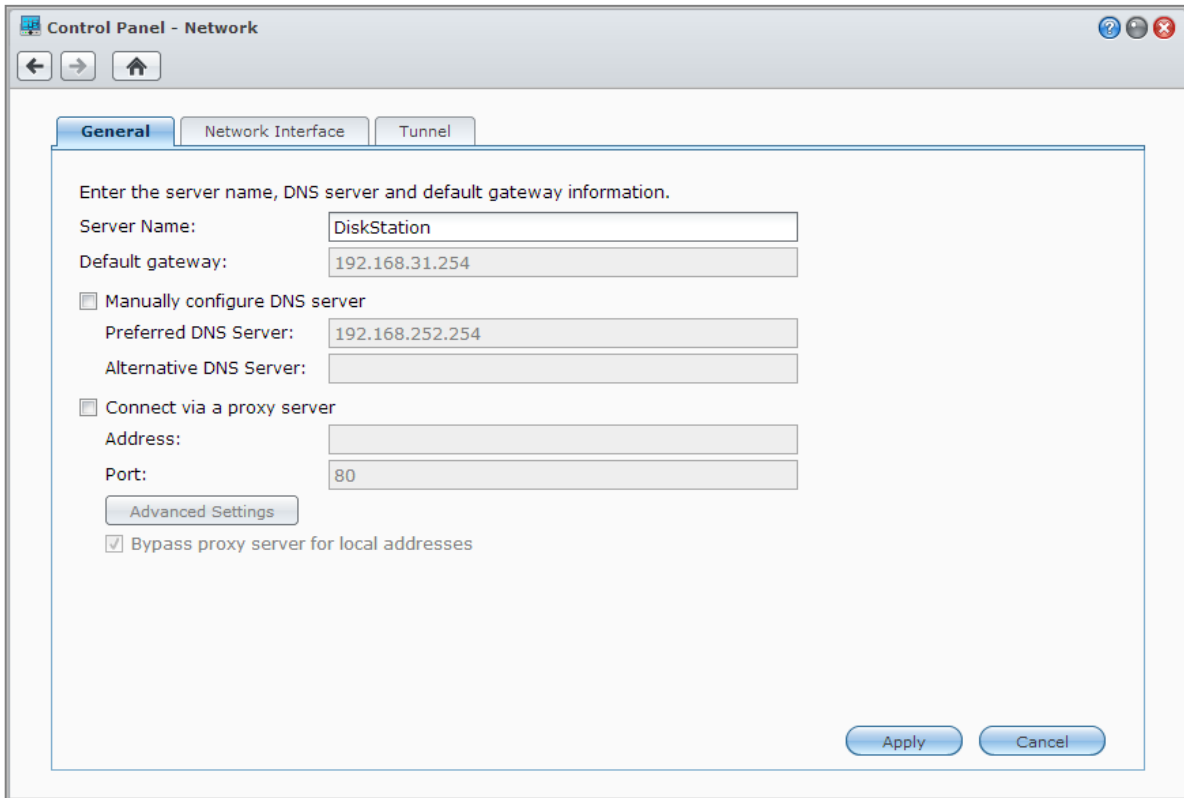 Control Panel - Network
General Network Interface Tunnel
Enter the server name, DNS server and default gateway information.
Server Name: DiskStation
Default gateway: 192.168.31.254
Manually configure DNS server
Preferred DNS Server: 192.168.252.254
Alternative DNS Server:
Connect via a proxy server
Address:
Port: 80
Advanced Settings
Bypass proxy server for local addresses
Apply Cancel